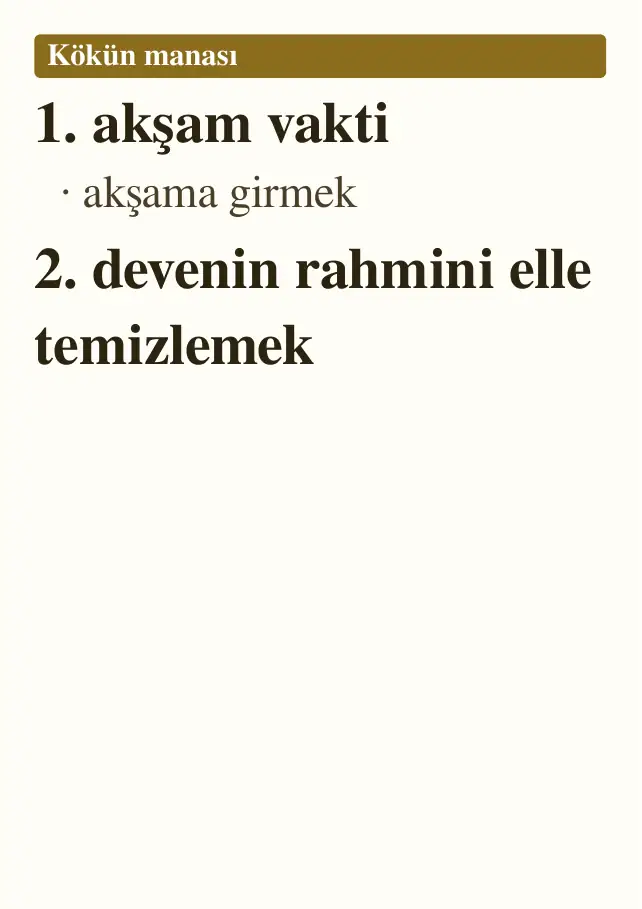 Kökün manası
1. akşam vakti
· akşama girmek
2. devenin rahmini elle
temizlemek